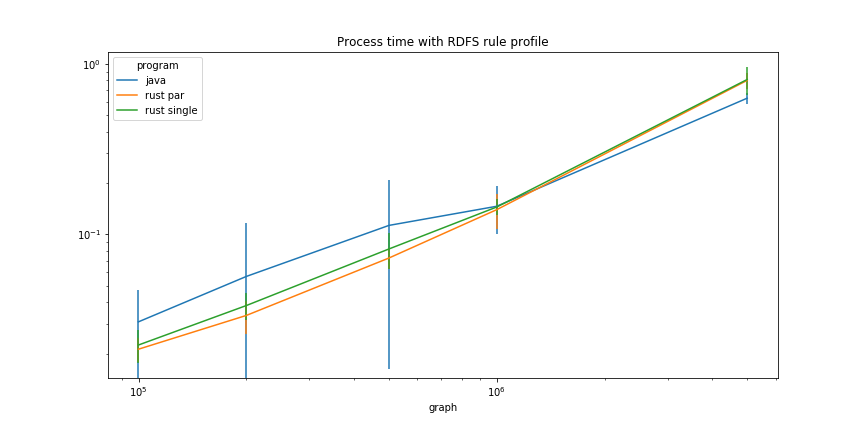 Process time with RDFS rule profile
program
java
rust par
rust single
10⁰
10⁻¹
10⁵
10⁶
graph